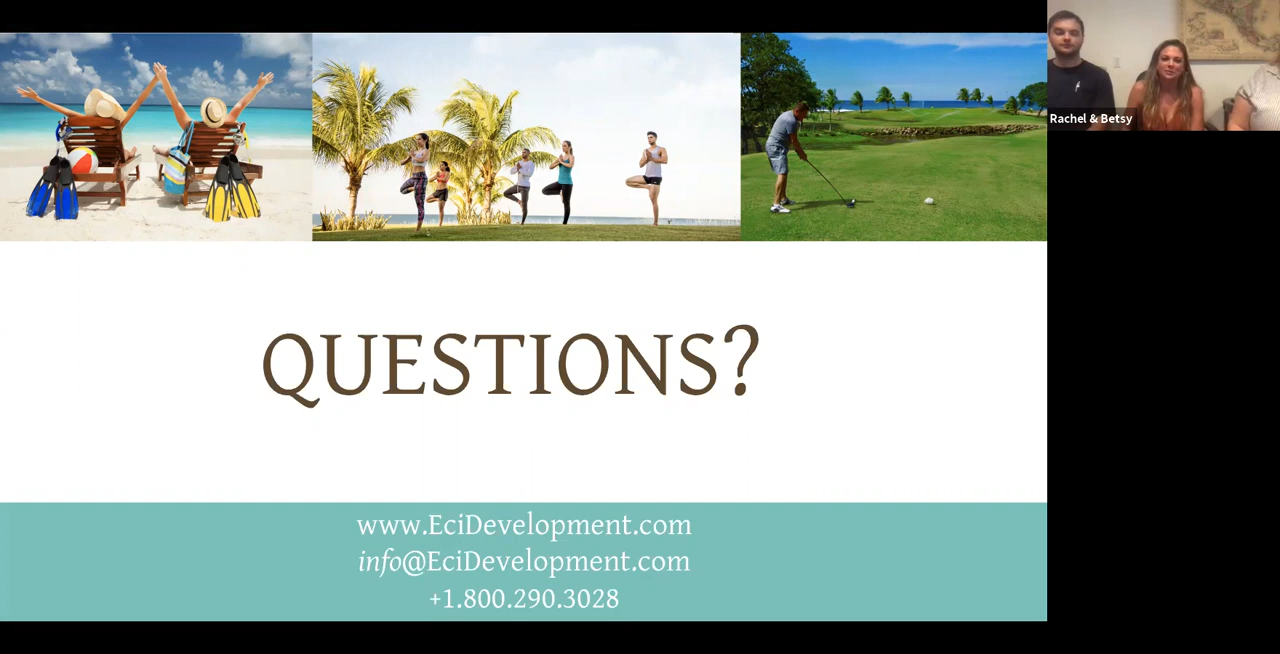 Rachel & Betsy
QUESTIONS?
www.EciDevelopment.com
info@EciDevelopment.com
+1.800.290.3028